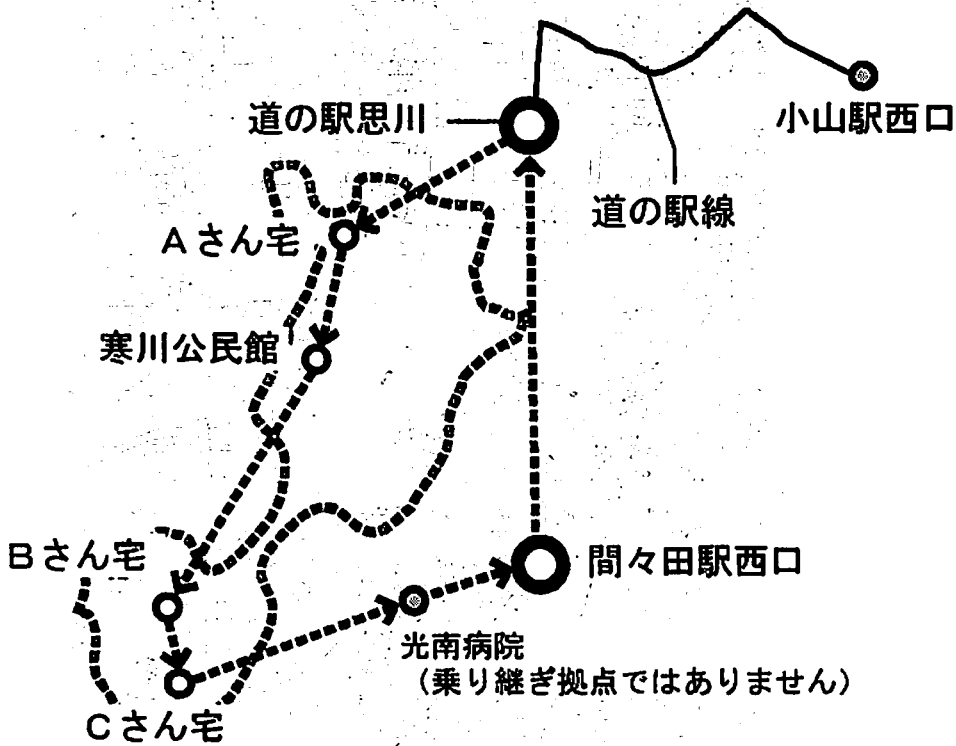 道の駅思川
小山駅西口
道の駅線
Aさん宅
寒川公民館
Bさん宅
間々田駅西口
光南病院
（乗り継ぎ拠点ではありません）
Cさん宅